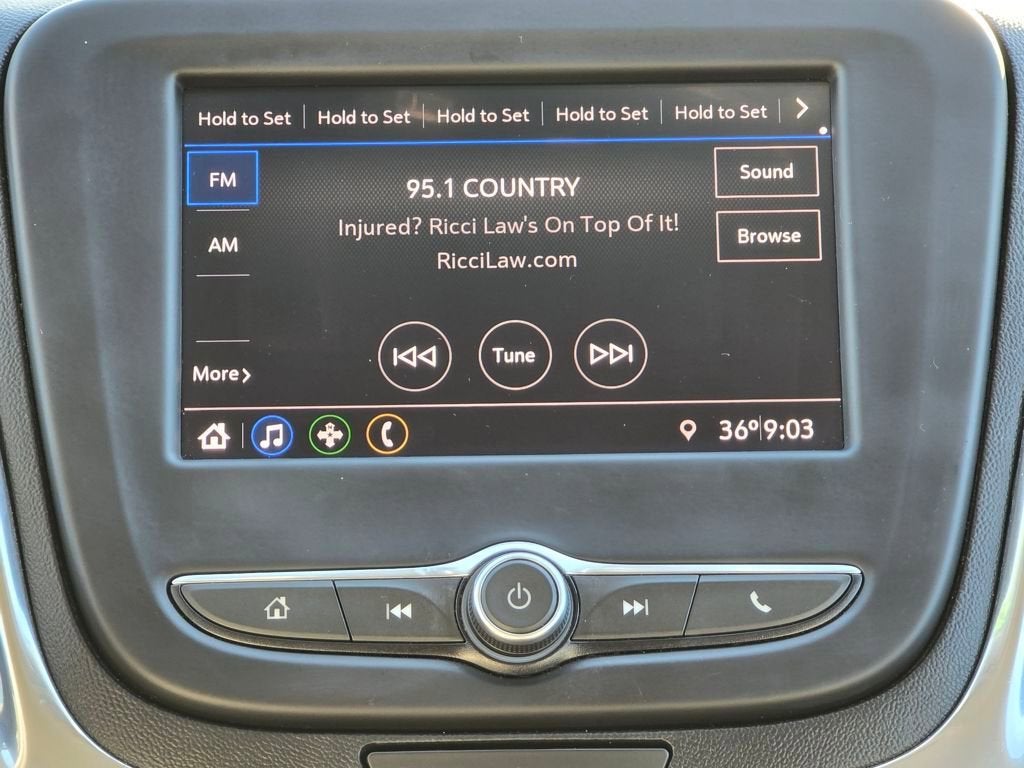 Hold to Set Hold to Set Hold to Set Hold to Set Hold to Set
FM
95.1 COUNTRY
Sound
Injured? Ricci Law's On Top Of It!
AM
RicciLaw.com
Browse
Tune
More
36° 9:03